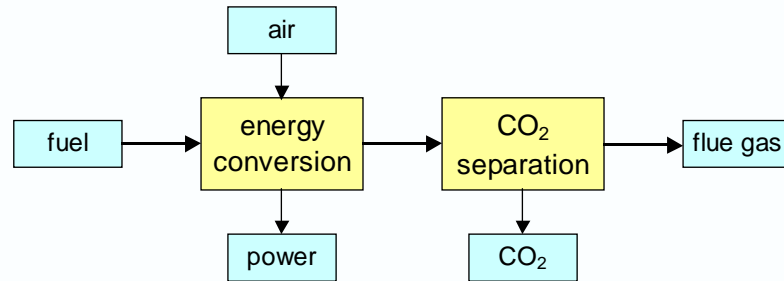 air
fuel
energy
conversion
CO₂
separation
flue gas
power
CO₂